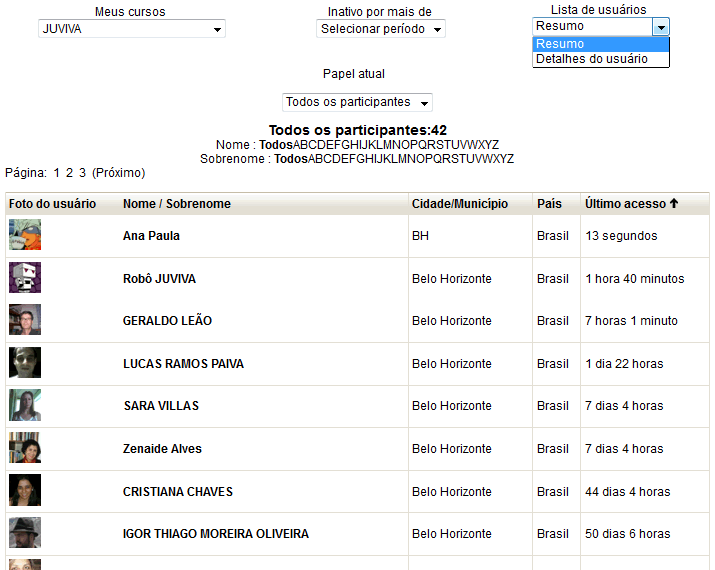 Meus cursos Inativo por mais de Lista de usuários
JUVIVA Selecionar período Resumo
Resumo
Detalhes do usuário
Papel atual
Todos os participantes
Todos os participantes:42
Nome : TodosABCDEFGHIJKLMNOPQRSTUVWXYZ
Sobrenome : TodosABCDEFGHIJKLMNOPQRSTUVWXYZ
Página: 1 2 3 (Próximo)
Foto do usuário Nome / Sobrenome Cidade/Município País Último acesso ↑
Ana Paula BH Brasil 13 segundos
Robô JUVIVA Belo Horizonte Brasil 1 hora 40 minutos
GERALDO LEÃO Belo Horizonte Brasil 7 horas 1 minuto
LUCAS RAMOS PAIVA Belo Horizonte Brasil 1 dia 22 horas
SARA VILLAS Belo Horizonte Brasil 7 dias 4 horas
Zenaide Alves Belo Horizonte Brasil 7 dias 4 horas
CRISTIANA CHAVES Belo Horizonte Brasil 44 dias 4 horas
IGOR THIAGO MOREIRA OLIVEIRA Belo Horizonte Brasil 50 dias 6 horas